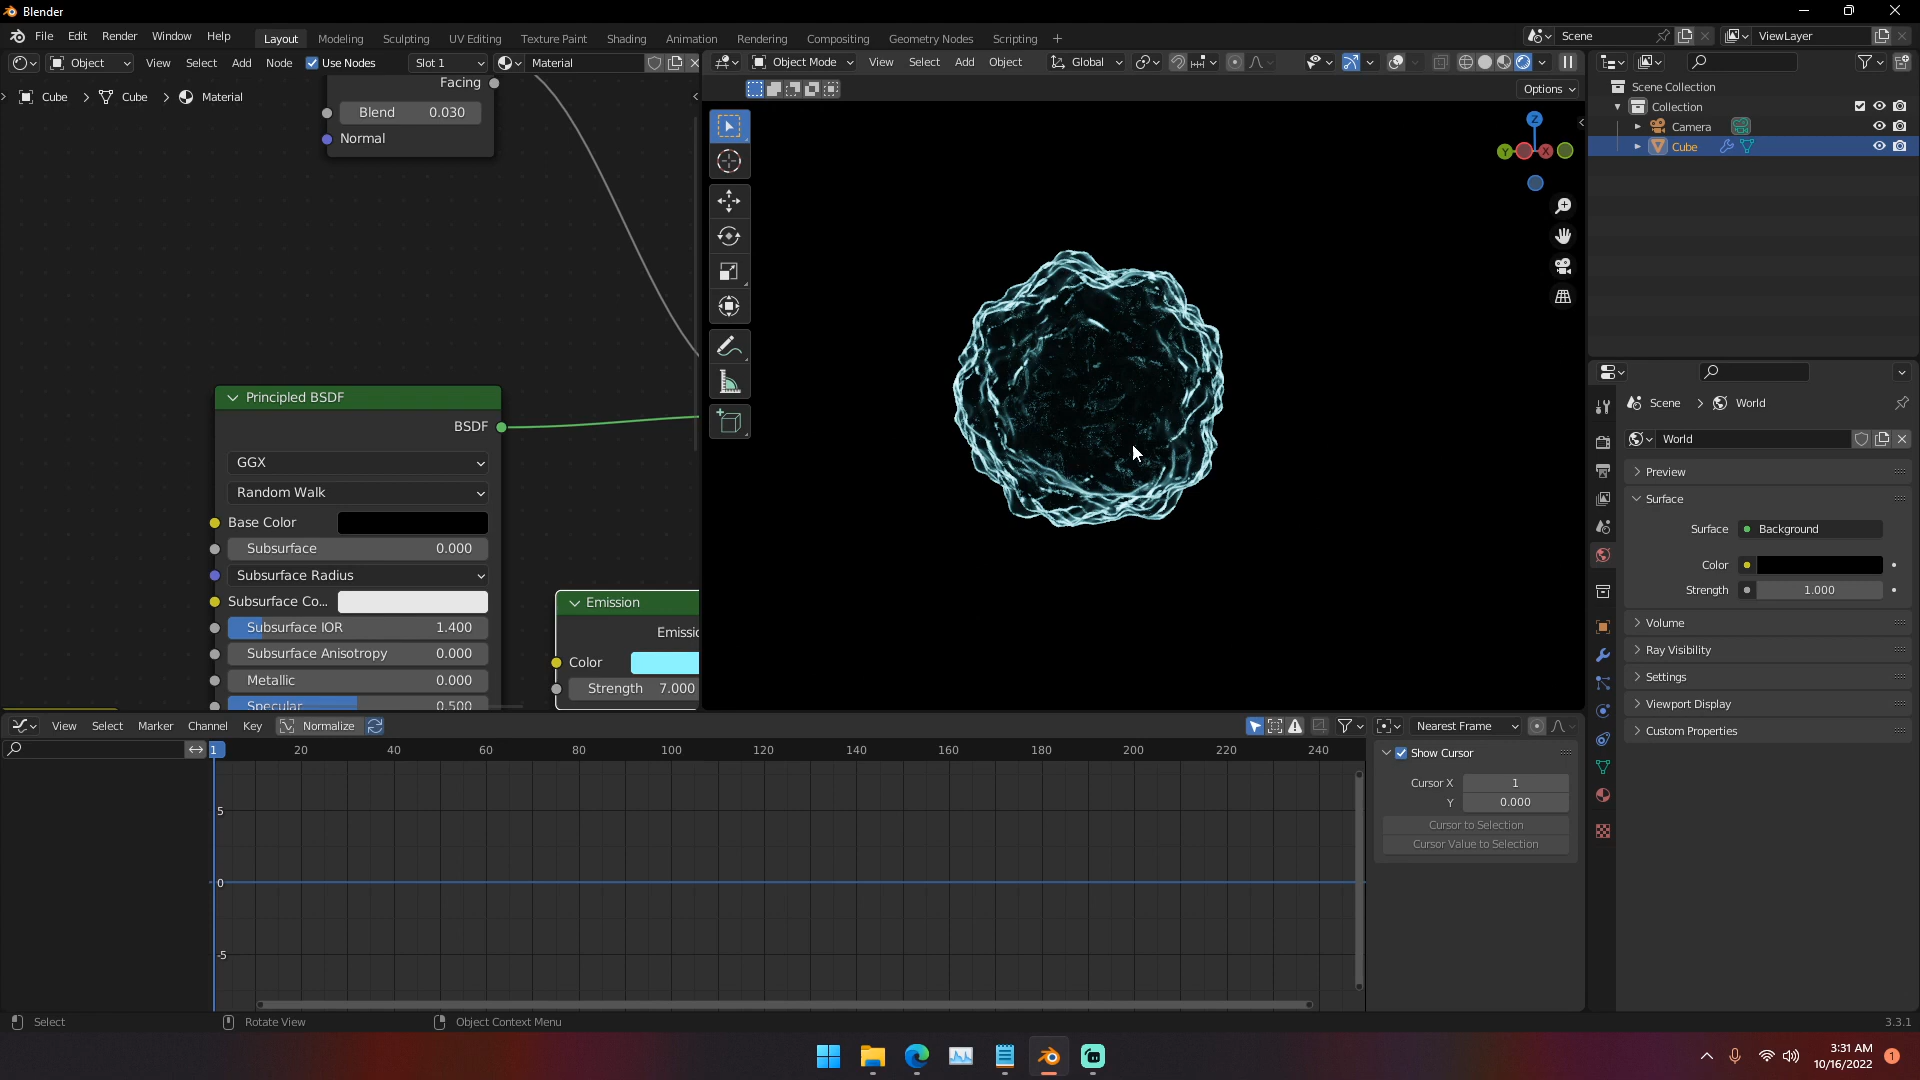 Blender
File Edit Render Window Help Layout Modeling Sculpting UV Editing Texture Paint Shading Animation Rendering Compositing Geometry Nodes Scripting + Scene ViewLayer
Object View Select Add Node Use Nodes Slot 1 Material
Object Mode View Select Add Object Global
Options
Cube > Cube > Material
Facing
Blend 0.030
Normal
Principled BSDF
BSDF
GGX
Random Walk
Base Color
Subsurface 0.000
Subsurface Radius
Subsurface Co...
Subsurface IOR 1.400
Subsurface Anisotropy 0.000
Metallic 0.000
Specular 0.500
Emission
Emissic
Color
Strength 7.000
Z
Y X
Scene Collection
Collection
Camera
Cube
Scene > World
World
Preview
Surface
Surface Background
Color
Strength 1.000
Volume
Ray Visibility
Settings
Viewport Display
Custom Properties
View Select Marker Channel Key Normalize Nearest Frame
1 20 40 60 80 100 120 140 160 180 200 220 240
5
0
-5
Show Cursor
Cursor X 1
Y 0.000
Cursor to Selection
Cursor Value to Selection
Select Rotate View Object Context Menu 3.3.1
3:31 AM
10/16/2022
1